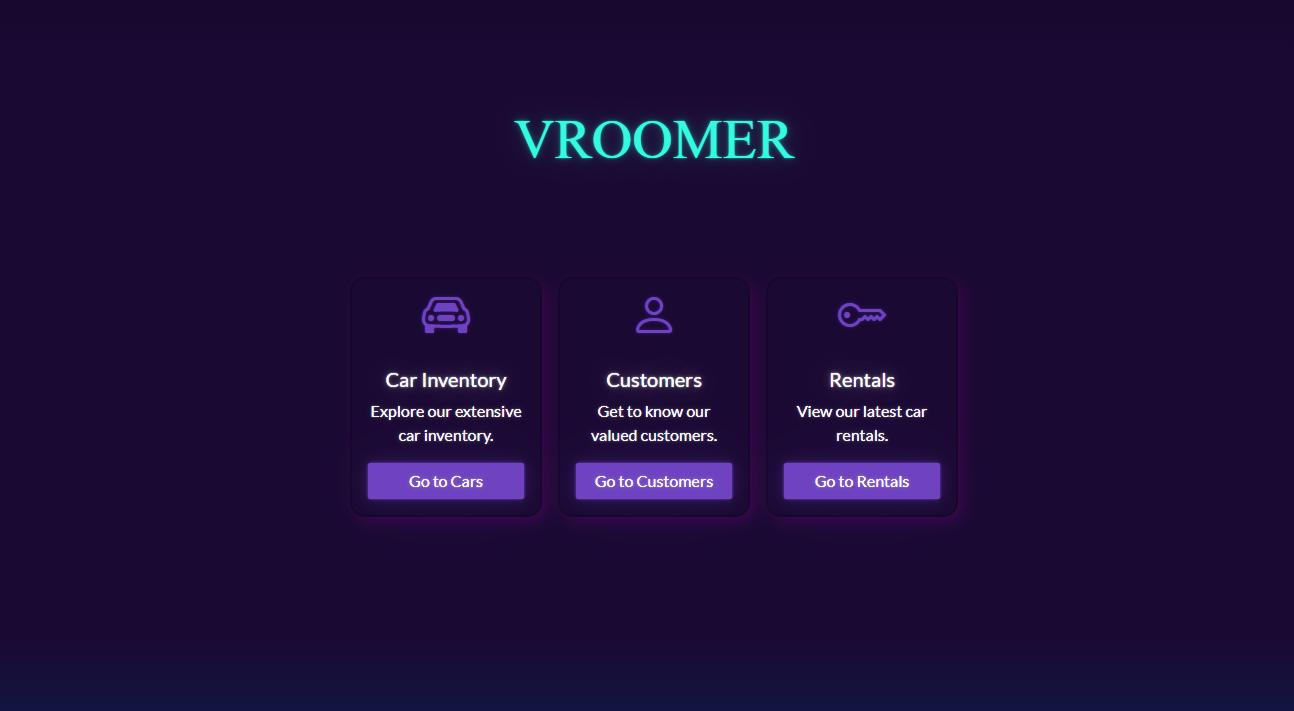 VROOMER
Car Inventory
Explore our extensive
car inventory.
Go to Cars
Customers
Get to know our
valued customers.
Go to Customers
Rentals
View our latest car
rentals.
Go to Rentals